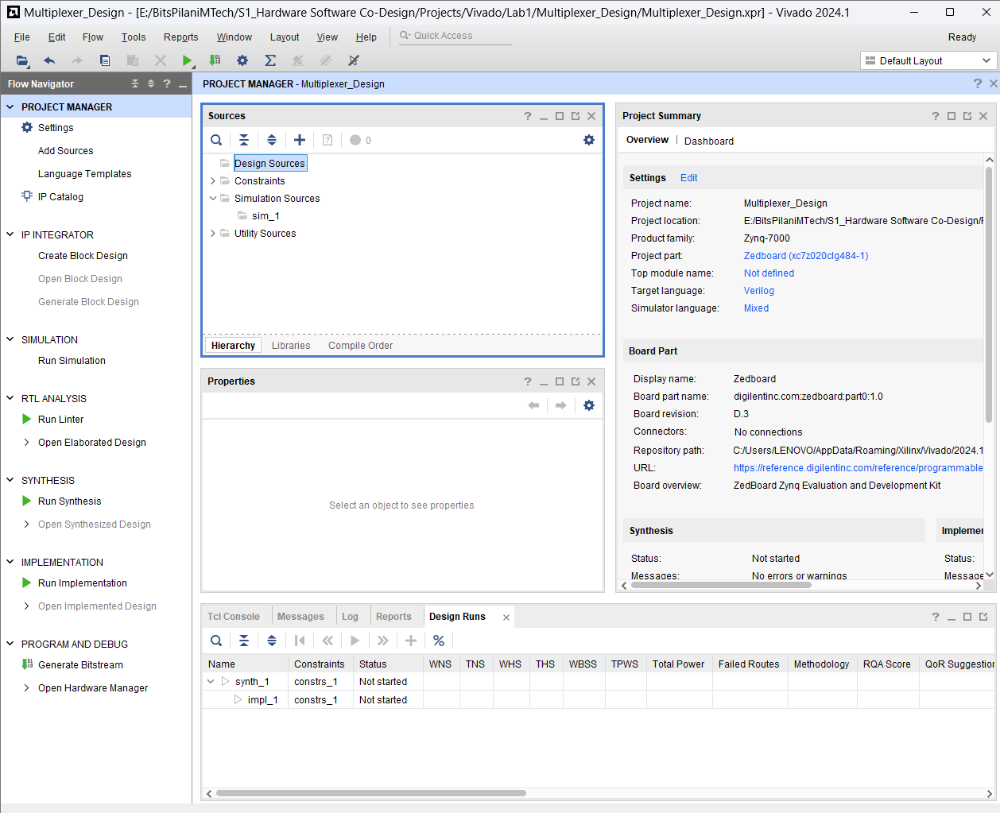 Multiplexer_Design - [E:/BitsPilaniMTech/S1_Hardware Software Co-Design/Projects/Vivado/Lab1/Multiplexer_Design/Multiplexer_Design.xpr] - Vivado 2024.1
File Edit Flow Tools Reports Window Layout View Help Quick Access Ready
Default Layout
Flow Navigator
PROJECT MANAGER
Settings
Add Sources
Language Templates
IP Catalog
IP INTEGRATOR
Create Block Design
Open Block Design
Generate Block Design
SIMULATION
Run Simulation
RTL ANALYSIS
Run Linter
Open Elaborated Design
SYNTHESIS
Run Synthesis
Open Synthesized Design
IMPLEMENTATION
Run Implementation
Open Implemented Design
PROGRAM AND DEBUG
Generate Bitstream
Open Hardware Manager
PROJECT MANAGER - Multiplexer_Design
Sources
0
Design Sources
Constraints
Simulation Sources
sim_1
Utility Sources
Hierarchy Libraries Compile Order
Properties
Select an object to see properties
Project Summary
Overview Dashboard
Settings Edit
Project name: Multiplexer_Design
Project location: E:/BitsPilaniMTech/S1_Hardware Software Co-Design/
Product family: Zynq-7000
Project part: Zedboard (xc7z020clg484-1)
Top module name: Not defined
Target language: Verilog
Simulator language: Mixed
Board Part
Display name: Zedboard
Board part name: digilentinc.com:zedboard:part0:1.0
Board revision: D.3
Connectors: No connections
Repository path: C:/Users/LENOVO/AppData/Roaming/Xilinx/Vivado/2024.1
URL: https://reference.digilentinc.com/reference/programmable
Board overview: ZedBoard Zynq Evaluation and Development Kit
Synthesis Implemen
Status: Not started Status:
Messages: No errors or warnings Message
Tcl Console Messages Log Reports Design Runs
Name Constraints Status WNS TNS WHS THS WBSS TPWS Total Power Failed Routes Methodology RQA Score QoR Suggestion
synth_1 constrs_1 Not started
impl_1 constrs_1 Not started